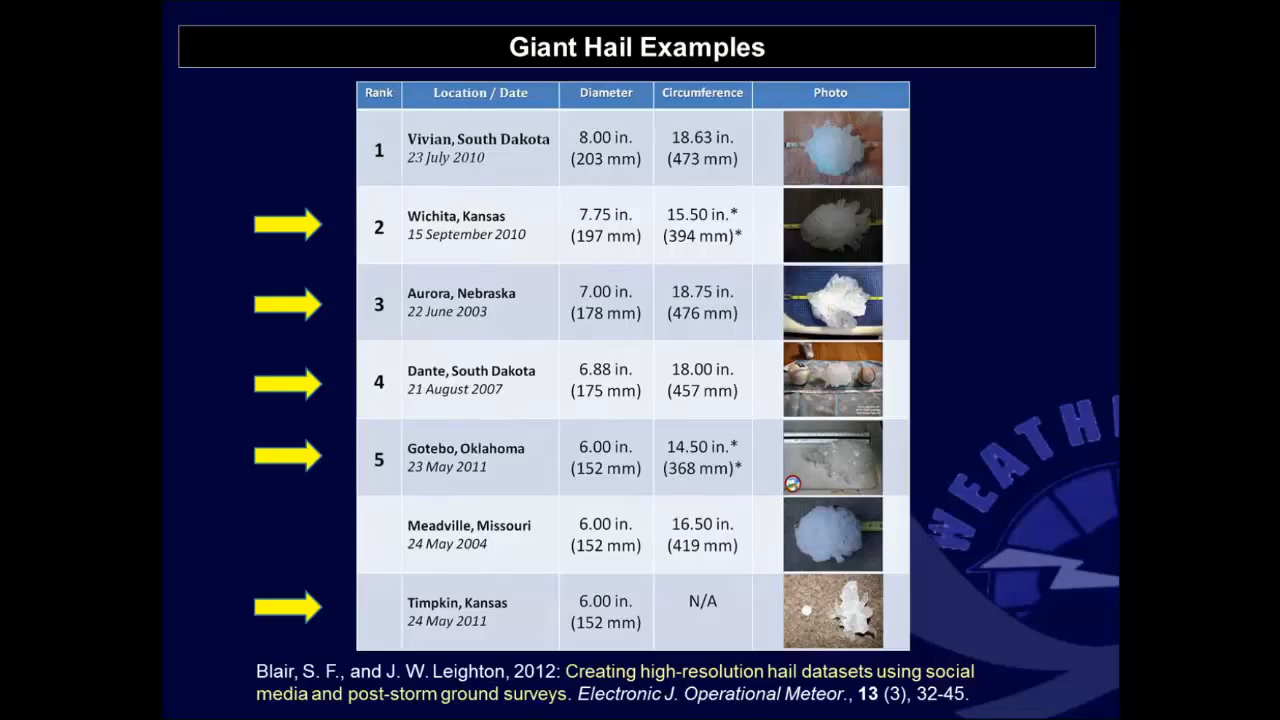 Giant Hail Examples
Rank Location / Date Diameter Circumference Photo
1 Vivian, South Dakota 23 July 2010 8.00 in. (203 mm) 18.63 in. (473 mm)
2 Wichita, Kansas 15 September 2010 7.75 in. (197 mm) 15.50 in.* (394 mm)*
3 Aurora, Nebraska 22 June 2003 7.00 in. (178 mm) 18.75 in. (476 mm)
4 Dante, South Dakota 21 August 2007 6.88 in. (175 mm) 18.00 in. (457 mm)
5 Gotebo, Oklahoma 23 May 2011 6.00 in. (152 mm) 14.50 in.* (368 mm)*
Meadville, Missouri 24 May 2004 6.00 in. (152 mm) 16.50 in. (419 mm)
Timpkin, Kansas 24 May 2011 6.00 in. (152 mm) N/A
Blair, S. F., and J. W. Leighton, 2012: Creating high-resolution hail datasets using social
media and post-storm ground surveys. Electronic J. Operational Meteor., 13 (3), 32-45.
WEATH